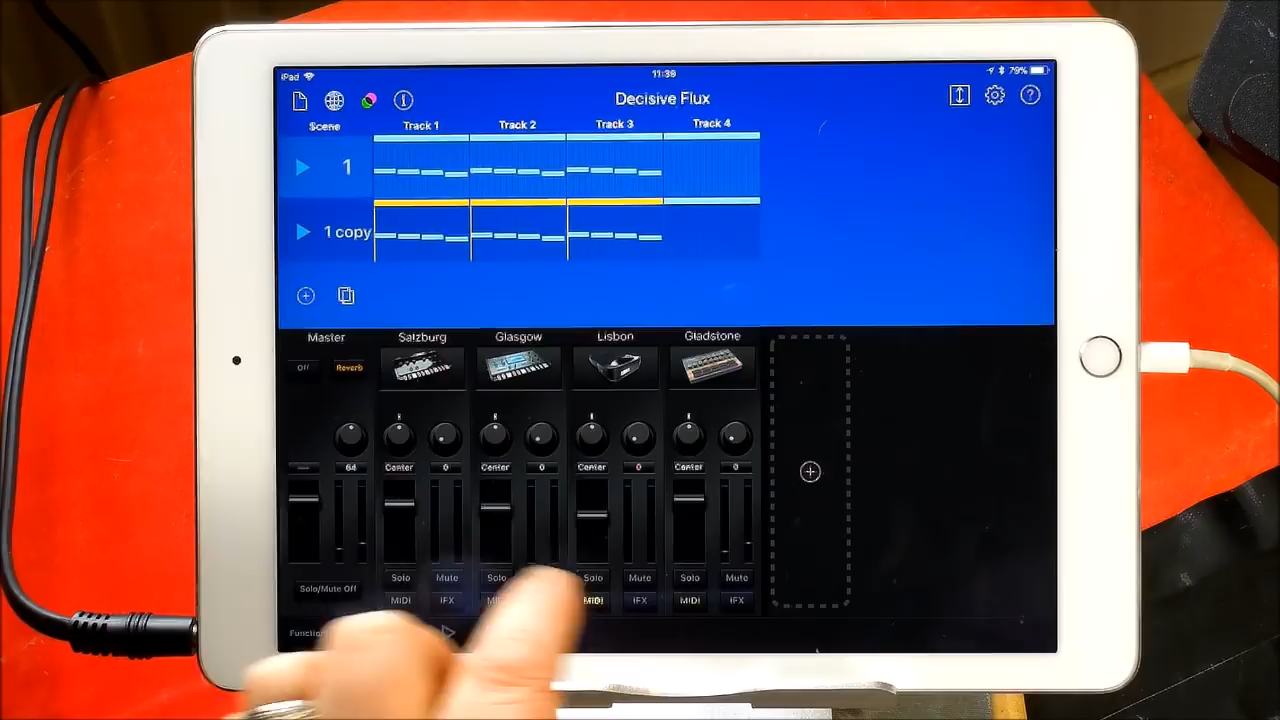 iPad 11:39 79%
Decisive Flux
Scene Track 1 Track 2 Track 3 Track 4
1
1 copy
Master Salzburg Glasgow Lisbon Gladstone
Off Reverb
64 Center 0 Center 0 Center 0 Center 0
Solo Mute Solo Solo Mute Solo Mute
Solo/Mute Off
MIDI IFX MIDI IFX MIDI IFX